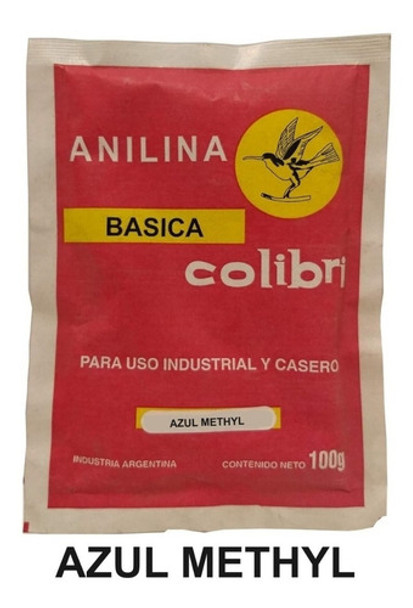 ANILINA
BASICA
colibri
PARA USO INDUSTRIAL Y CASERO
AZUL METHYL
INDUSTRIA ARGENTINA
CONTENIDO NETO 100g
AZUL METHYL